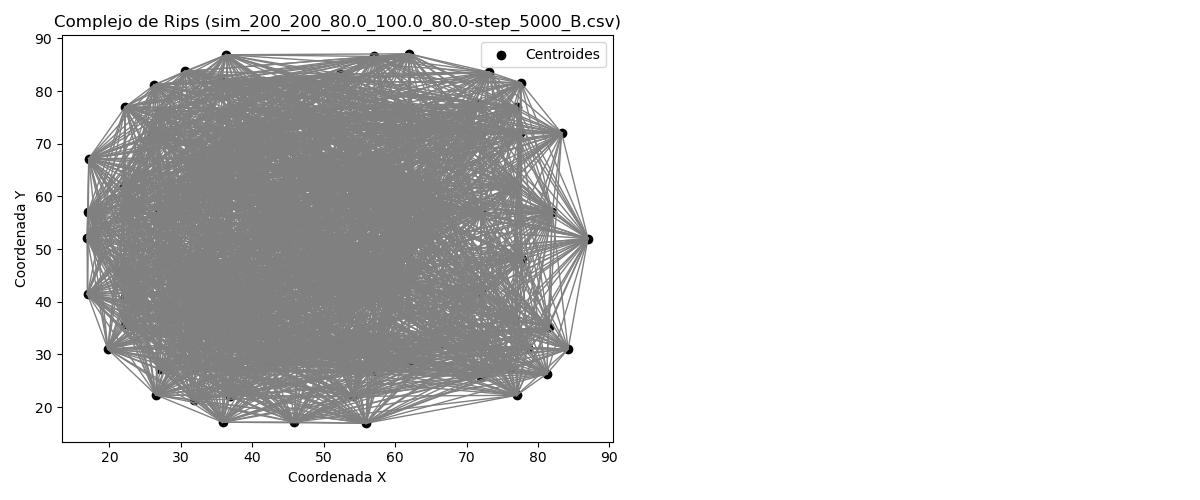 Complejo de Rips (sim_200_200_80.0_100.0_80.0-step_5000_B.csv)
Centroides
90
80
70
60
50
40
30
20
Coordenada Y
20 30 40 50 60 70 80 90
Coordenada X